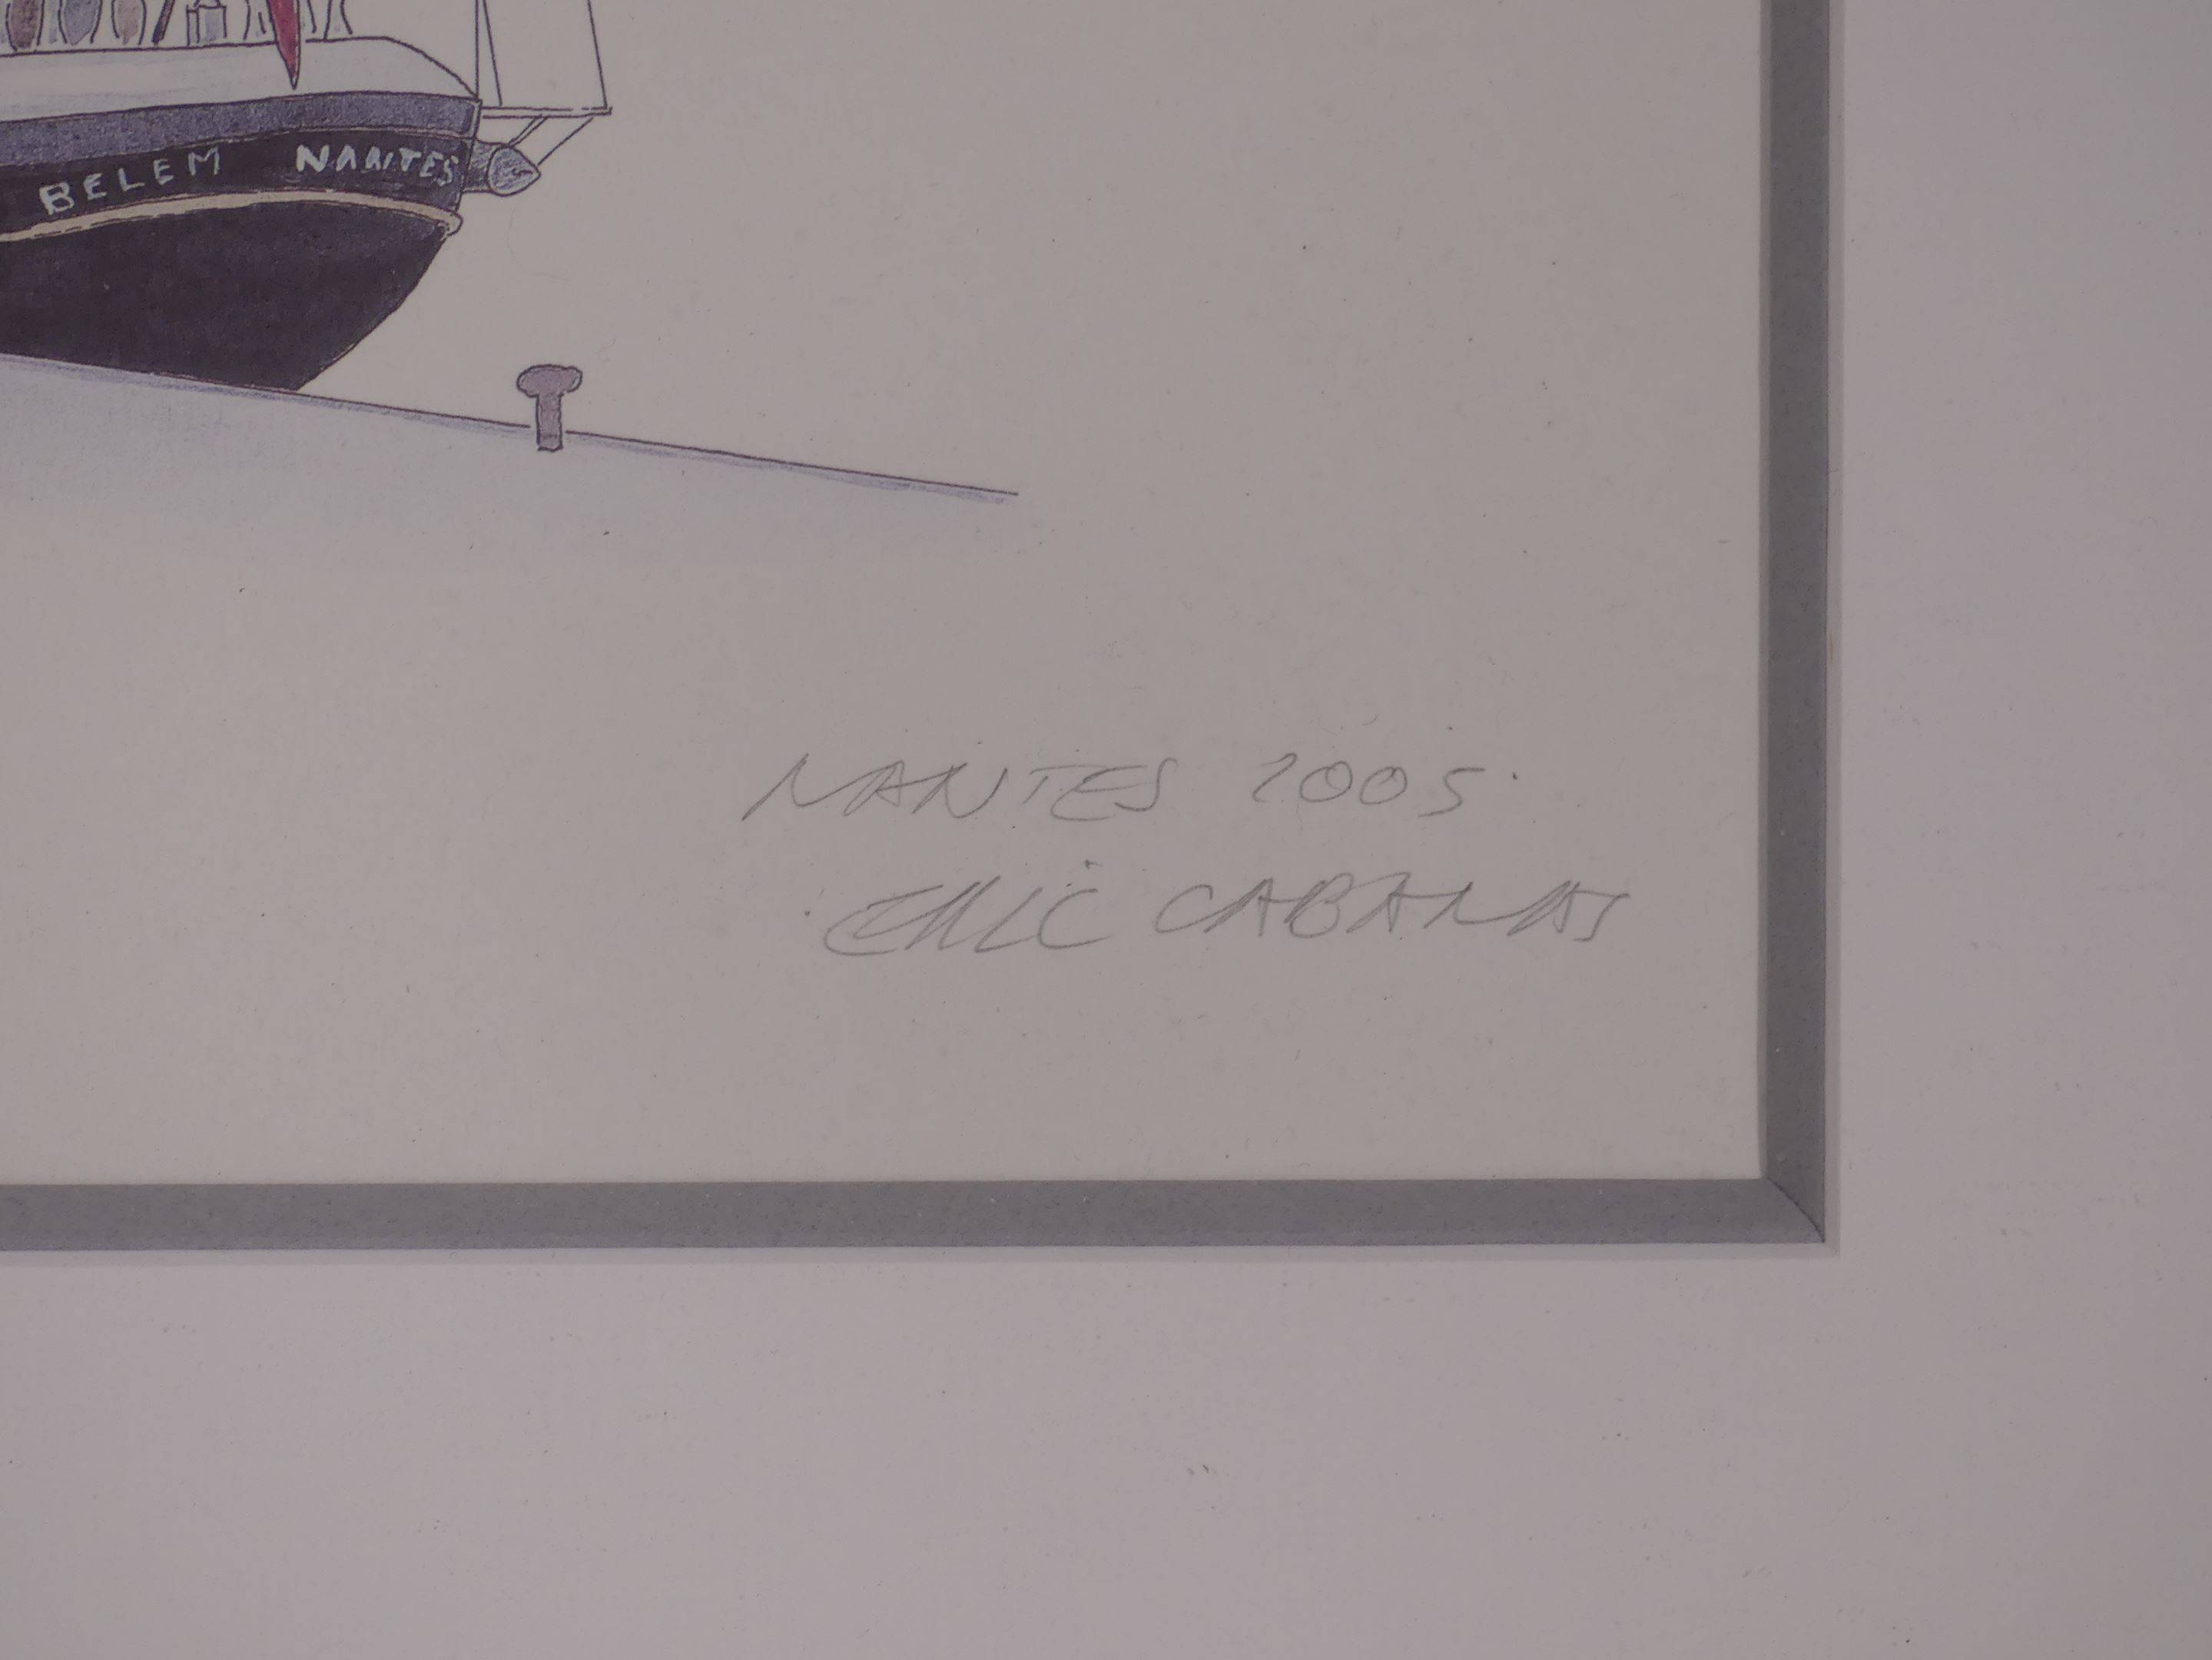 BELEM NANTES
NANTES 2005.
ERIC CABANAS